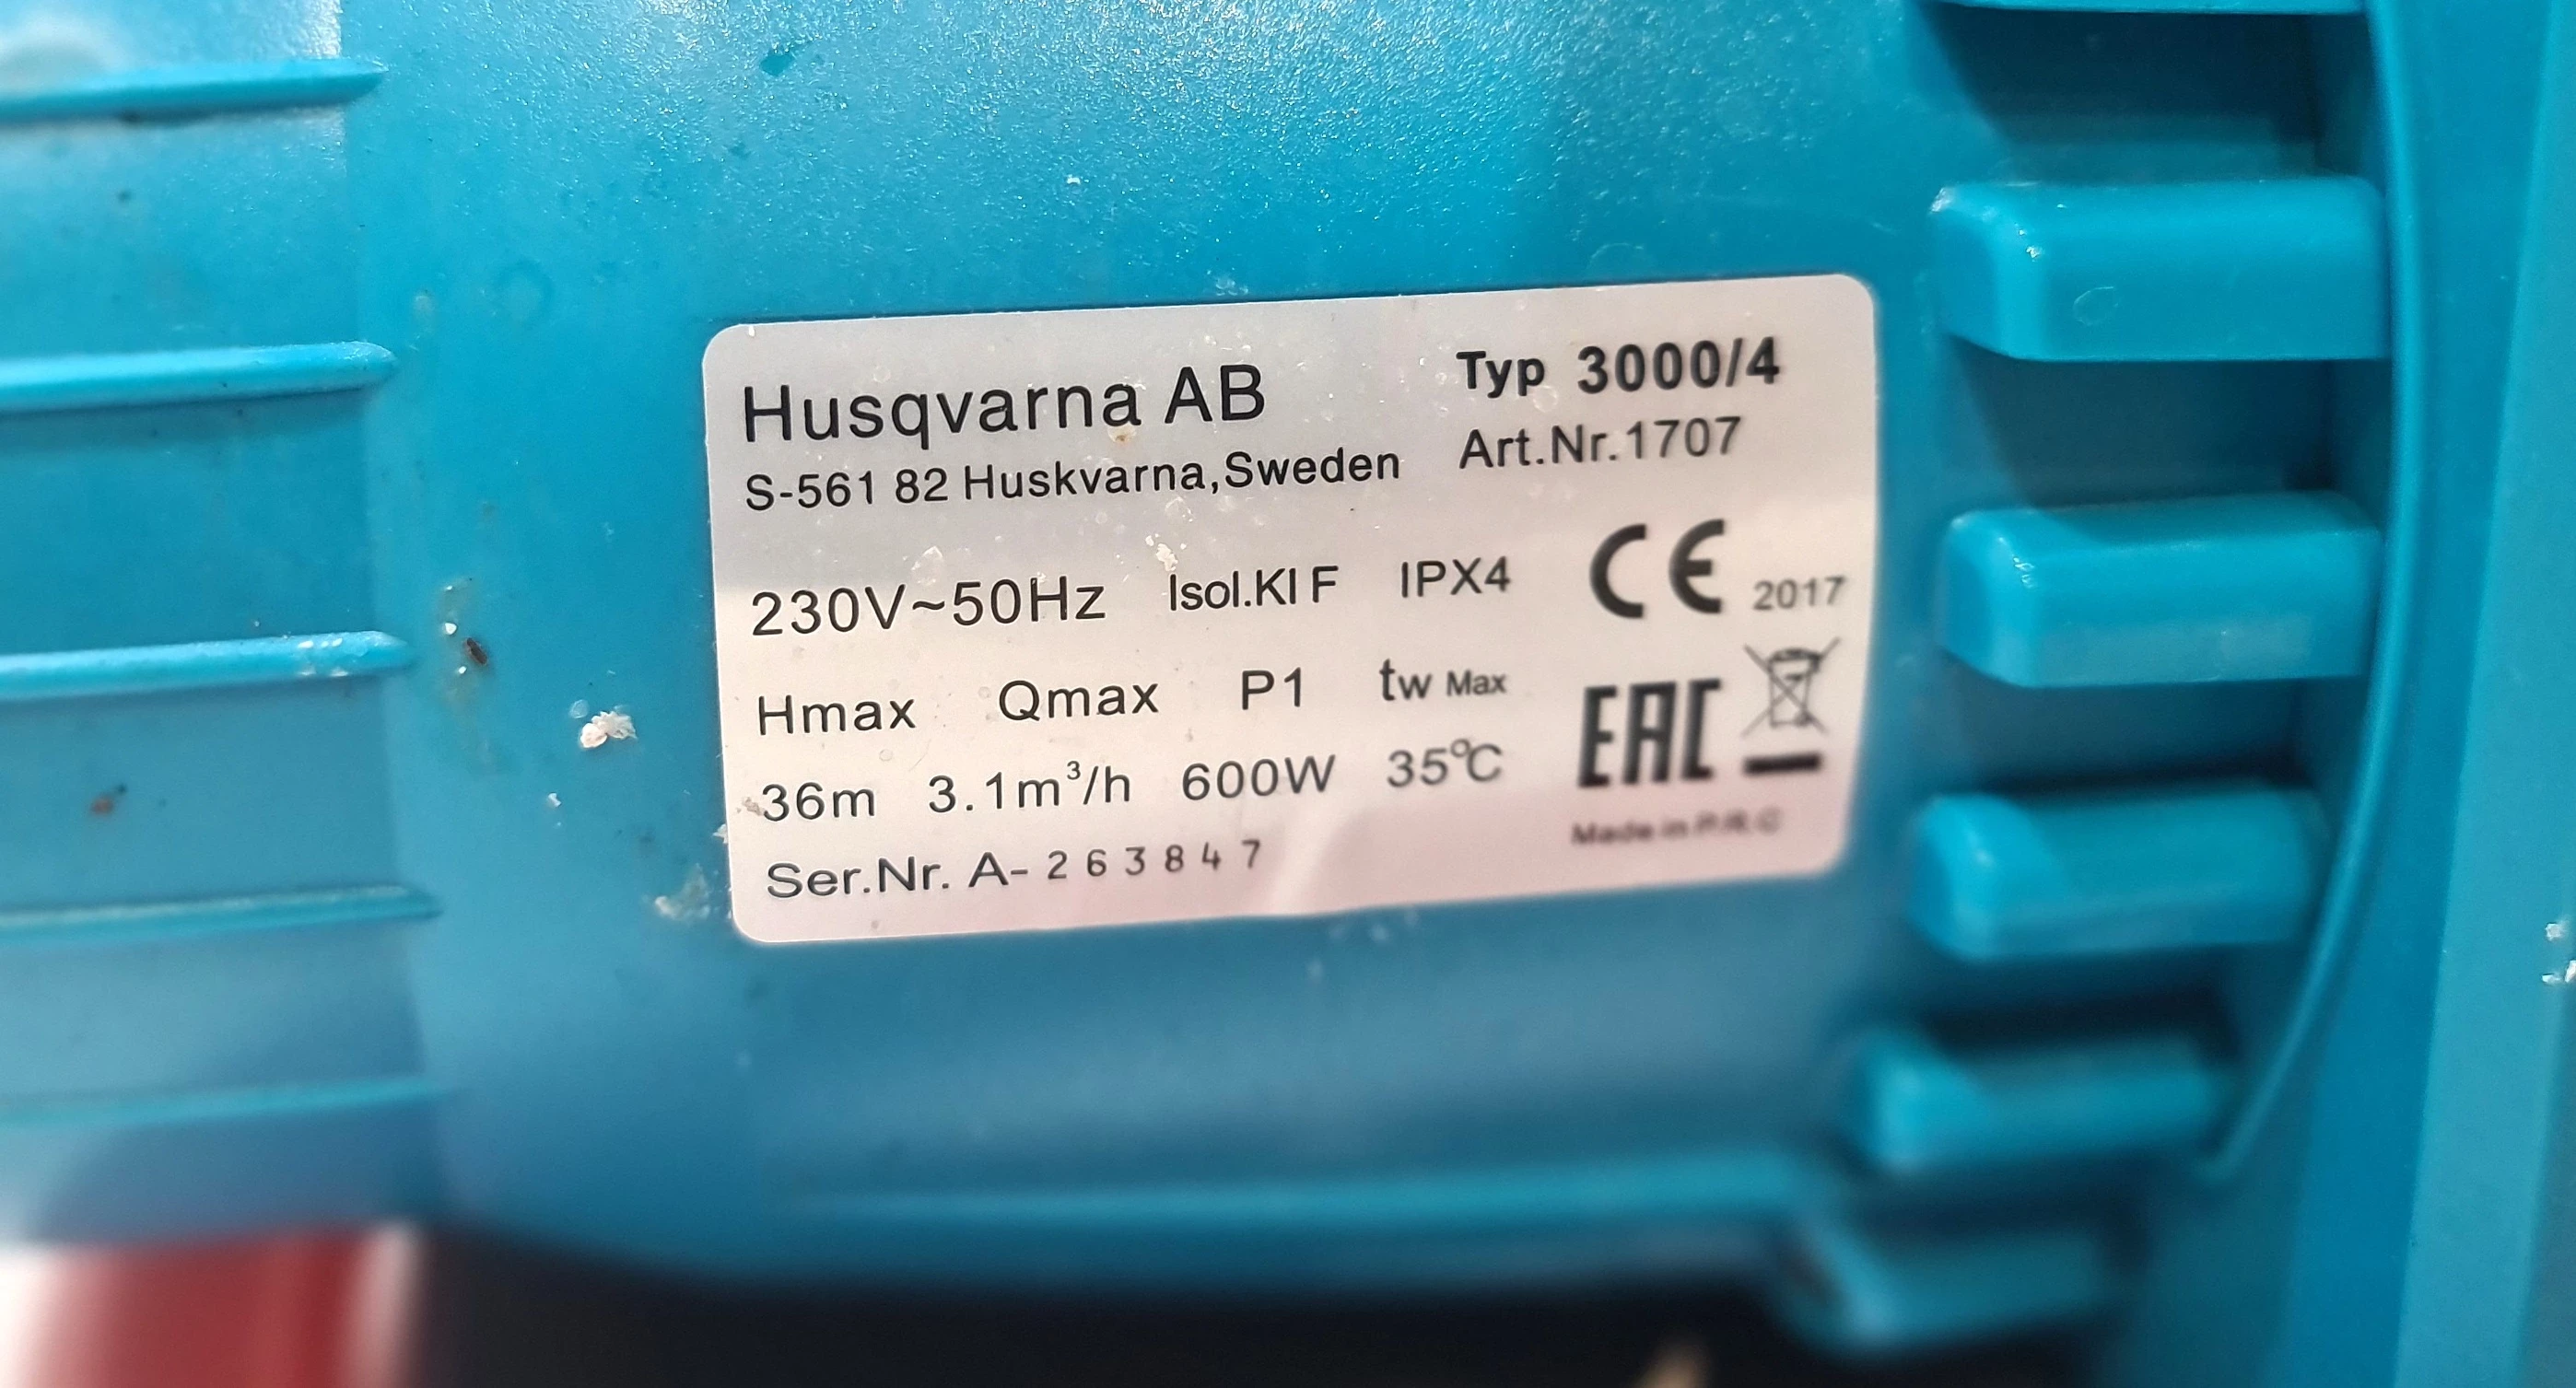 Husqvarna AB
S-561 82 Huskvarna,Sweden
Typ 3000/4
Art.Nr.1707
230V~50Hz Isol.Kl F IPX4
CE 2017
Hmax Qmax P1 tw Max
36m 3.1m³/h 600W 35℃
EAC
Made in P.R.C
Ser.Nr. A- 263847